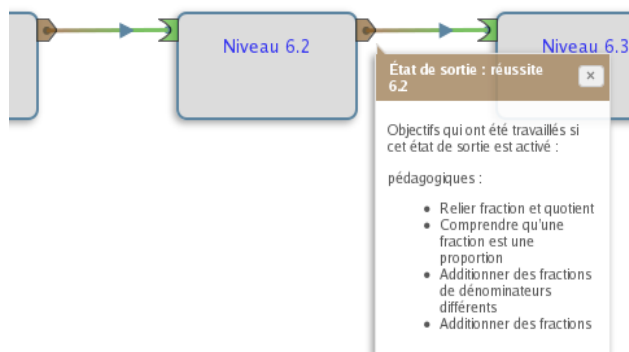 Niveau 6.2
Niveau 6.3
État de sortie : réussite
6.2
×
Objectifs qui ont été travaillés si
cet état de sortie est activé :
pédagogiques :
• Relier fraction et quotient
• Comprendre qu'une
fraction est une
proportion
• Additionner des fractions
de dénominateurs
différents
• Additionner des fractions